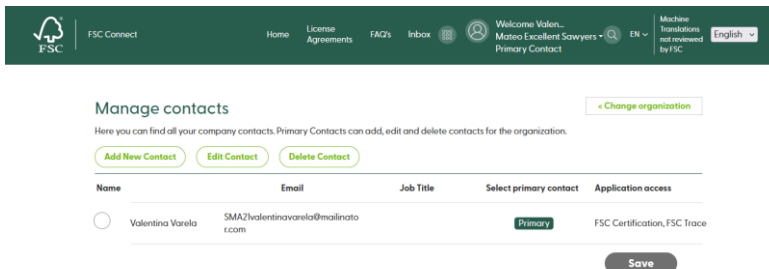 FSC
FSC Connect
Home
License
Agreements
FAQ's
Inbox
Welcome Valen...
Mateo Excellent Sawyers
Primary Contact
EN
Machine
Translations
not reviewed
by FSC
English
Manage contacts
< Change organization
Here you can find all your company contacts. Primary Contacts can add, edit and delete contacts for the organization.
Add New Contact
Edit Contact
Delete Contact
Name Email Job Title Select primary contact Application access
Valentina Varela
SMA21valentinavarela@mailinato
r.com
Primary
FSC Certification, FSC Trace
Save